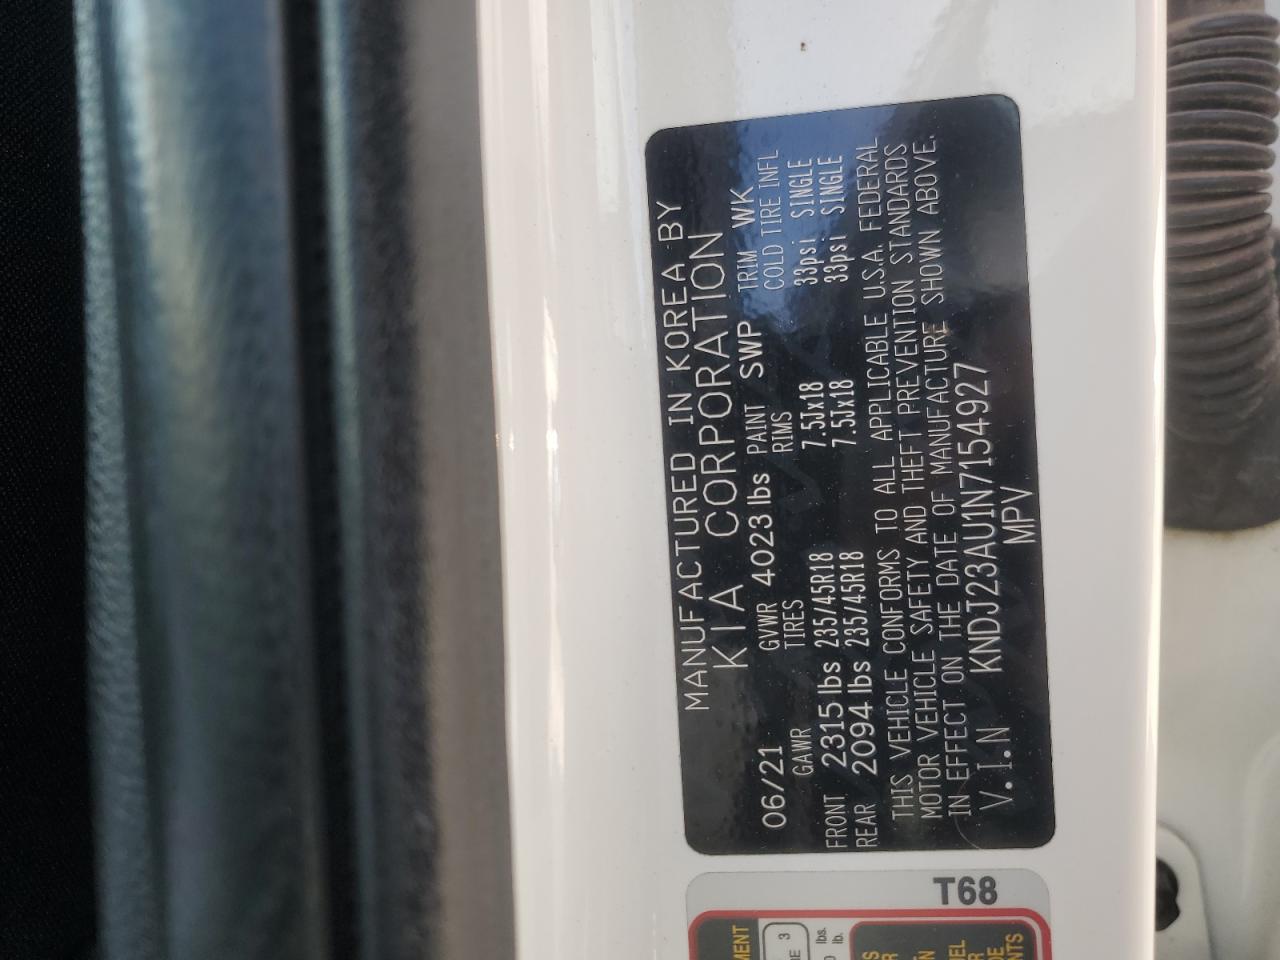 MANUFACTURED IN KOREA BY
KIA CORPORATION
06/21 GVWR 4023 lbs PAINT SWP TRIM WK
GAWR TIRES RIMS COLD TIRE INFL
FRONT 2315 lbs 235/45R18 7.5Jx18 33psi SINGLE
REAR 2094 lbs 235/45R18 7.5Jx18 33psi SINGLE
THIS VEHICLE CONFORMS TO ALL APPLICABLE U.S.A. FEDERAL
MOTOR VEHICLE SAFETY AND THEFT PREVENTION STANDARDS
IN EFFECT ON THE DATE OF MANUFACTURE SHOWN ABOVE.
V.I.N KNDJ23AU1N7154927
MPV
T68
3
lbs.
lb.